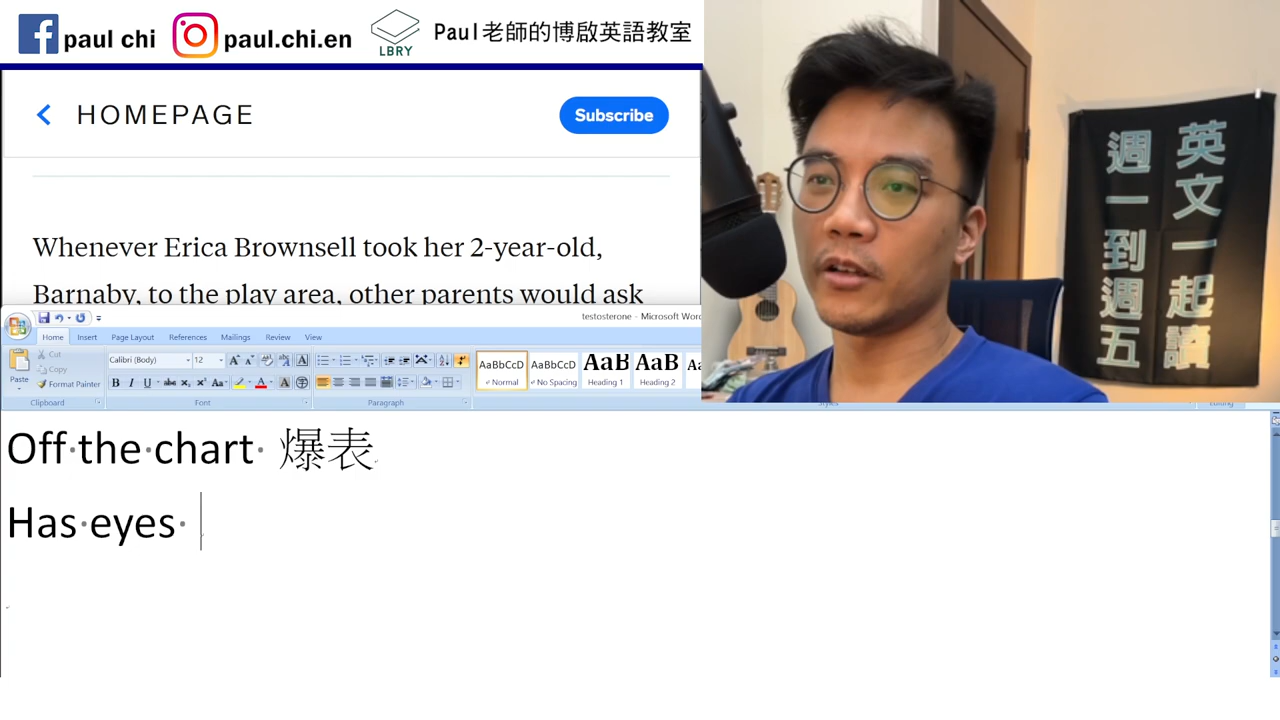 paul chi
paul.chi.en
LBRY
Paul老師的博啟英語教室
HOMEPAGE
Subscribe
Whenever Erica Brownsell took her 2-year-old,
Barnaby, to the play area, other parents would ask
testosterone - Microsoft Word
Home Insert Page Layout References Mailings Review View
Paste
Cut
Copy
Format Painter
Calibri (Body) 12
AaBbCcD AaBbCcD AaB AaB
Normal No Spacing Heading 1 Heading 2
Clipboard Font Paragraph
Off the chart 爆表
Has eyes
英文一起讀
週一到週五